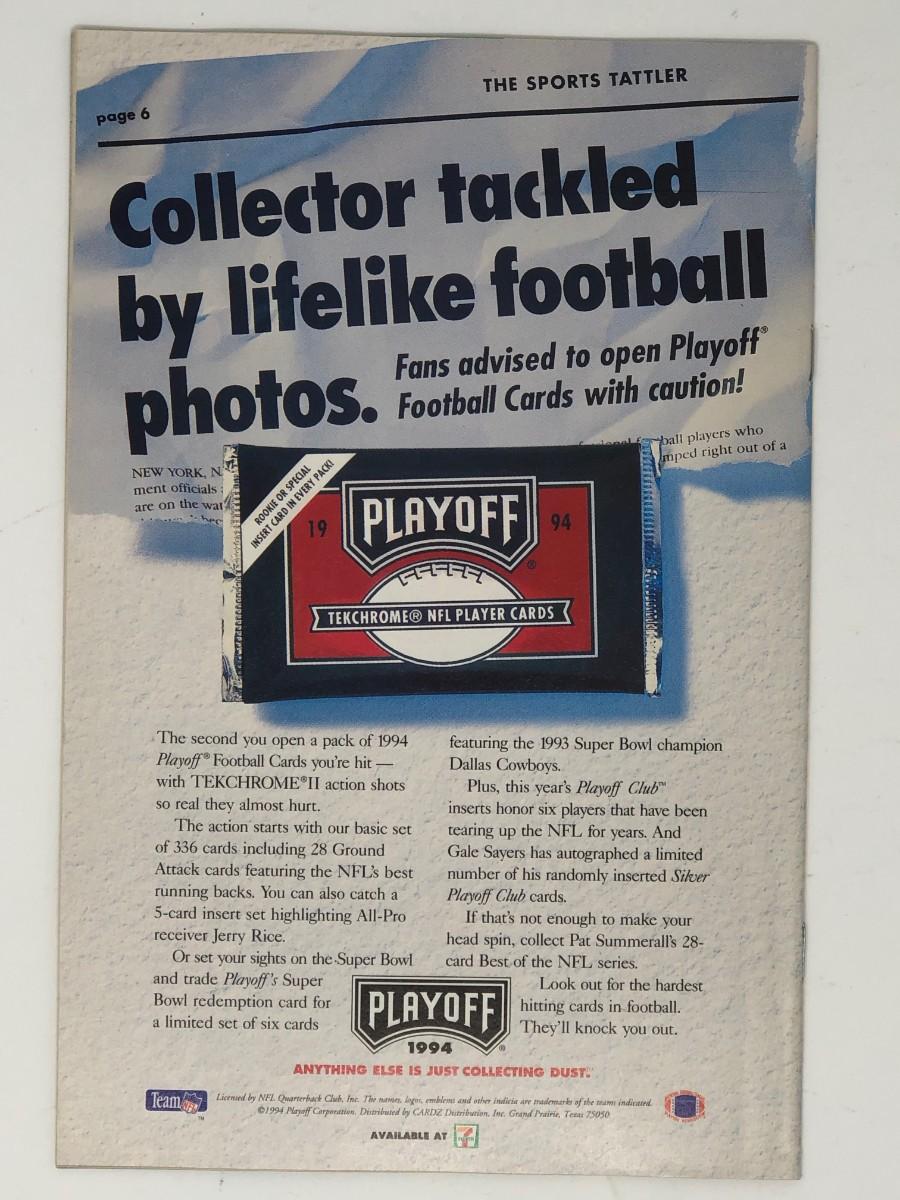 THE SPORTS TATTLER
page 6
Collector tackled
by lifelike football
photos.
Fans advised to open Playoff®
Football Cards with caution!
ball players who
mped right out of a
NEW YORK, N
ment officials
are on the wat
ROOKIE OR SPECIAL
INSERT CARD IN EVERY PACK!
19 PLAYOFF 94
®
TEKCHROME® NFL PLAYER CARDS
The second you open a pack of 1994
Playoff® Football Cards you're hit —
with TEKCHROME®II action shots
so real they almost hurt.
The action starts with our basic set
of 336 cards including 28 Ground
Attack cards featuring the NFL's best
running backs. You can also catch a
5-card insert set highlighting All-Pro
receiver Jerry Rice.
Or set your sights on the Super Bowl
and trade Playoff's Super
Bowl redemption card for
a limited set of six cards
featuring the 1993 Super Bowl champion
Dallas Cowboys.
Plus, this year's Playoff Club™
inserts honor six players that have been
tearing up the NFL for years. And
Gale Sayers has autographed a limited
number of his randomly inserted Silver
Playoff Club cards.
If that's not enough to make your
head spin, collect Pat Summerall's 28-
card Best of the NFL series.
Look out for the hardest
hitting cards in football.
They'll knock you out.
PLAYOFF
1994 ®
ANYTHING ELSE IS JUST COLLECTING DUST.™
Team NFL ™
Licensed by NFL Quarterback Club, Inc. The names, logos, emblems and other indicia are trademarks of the teams indicated.
©1994 Playoff Corporation. Distributed by CARDZ Distribution, Inc. Grand Prairie, Texas 75050
AVAILABLE AT 7 ELEVEN